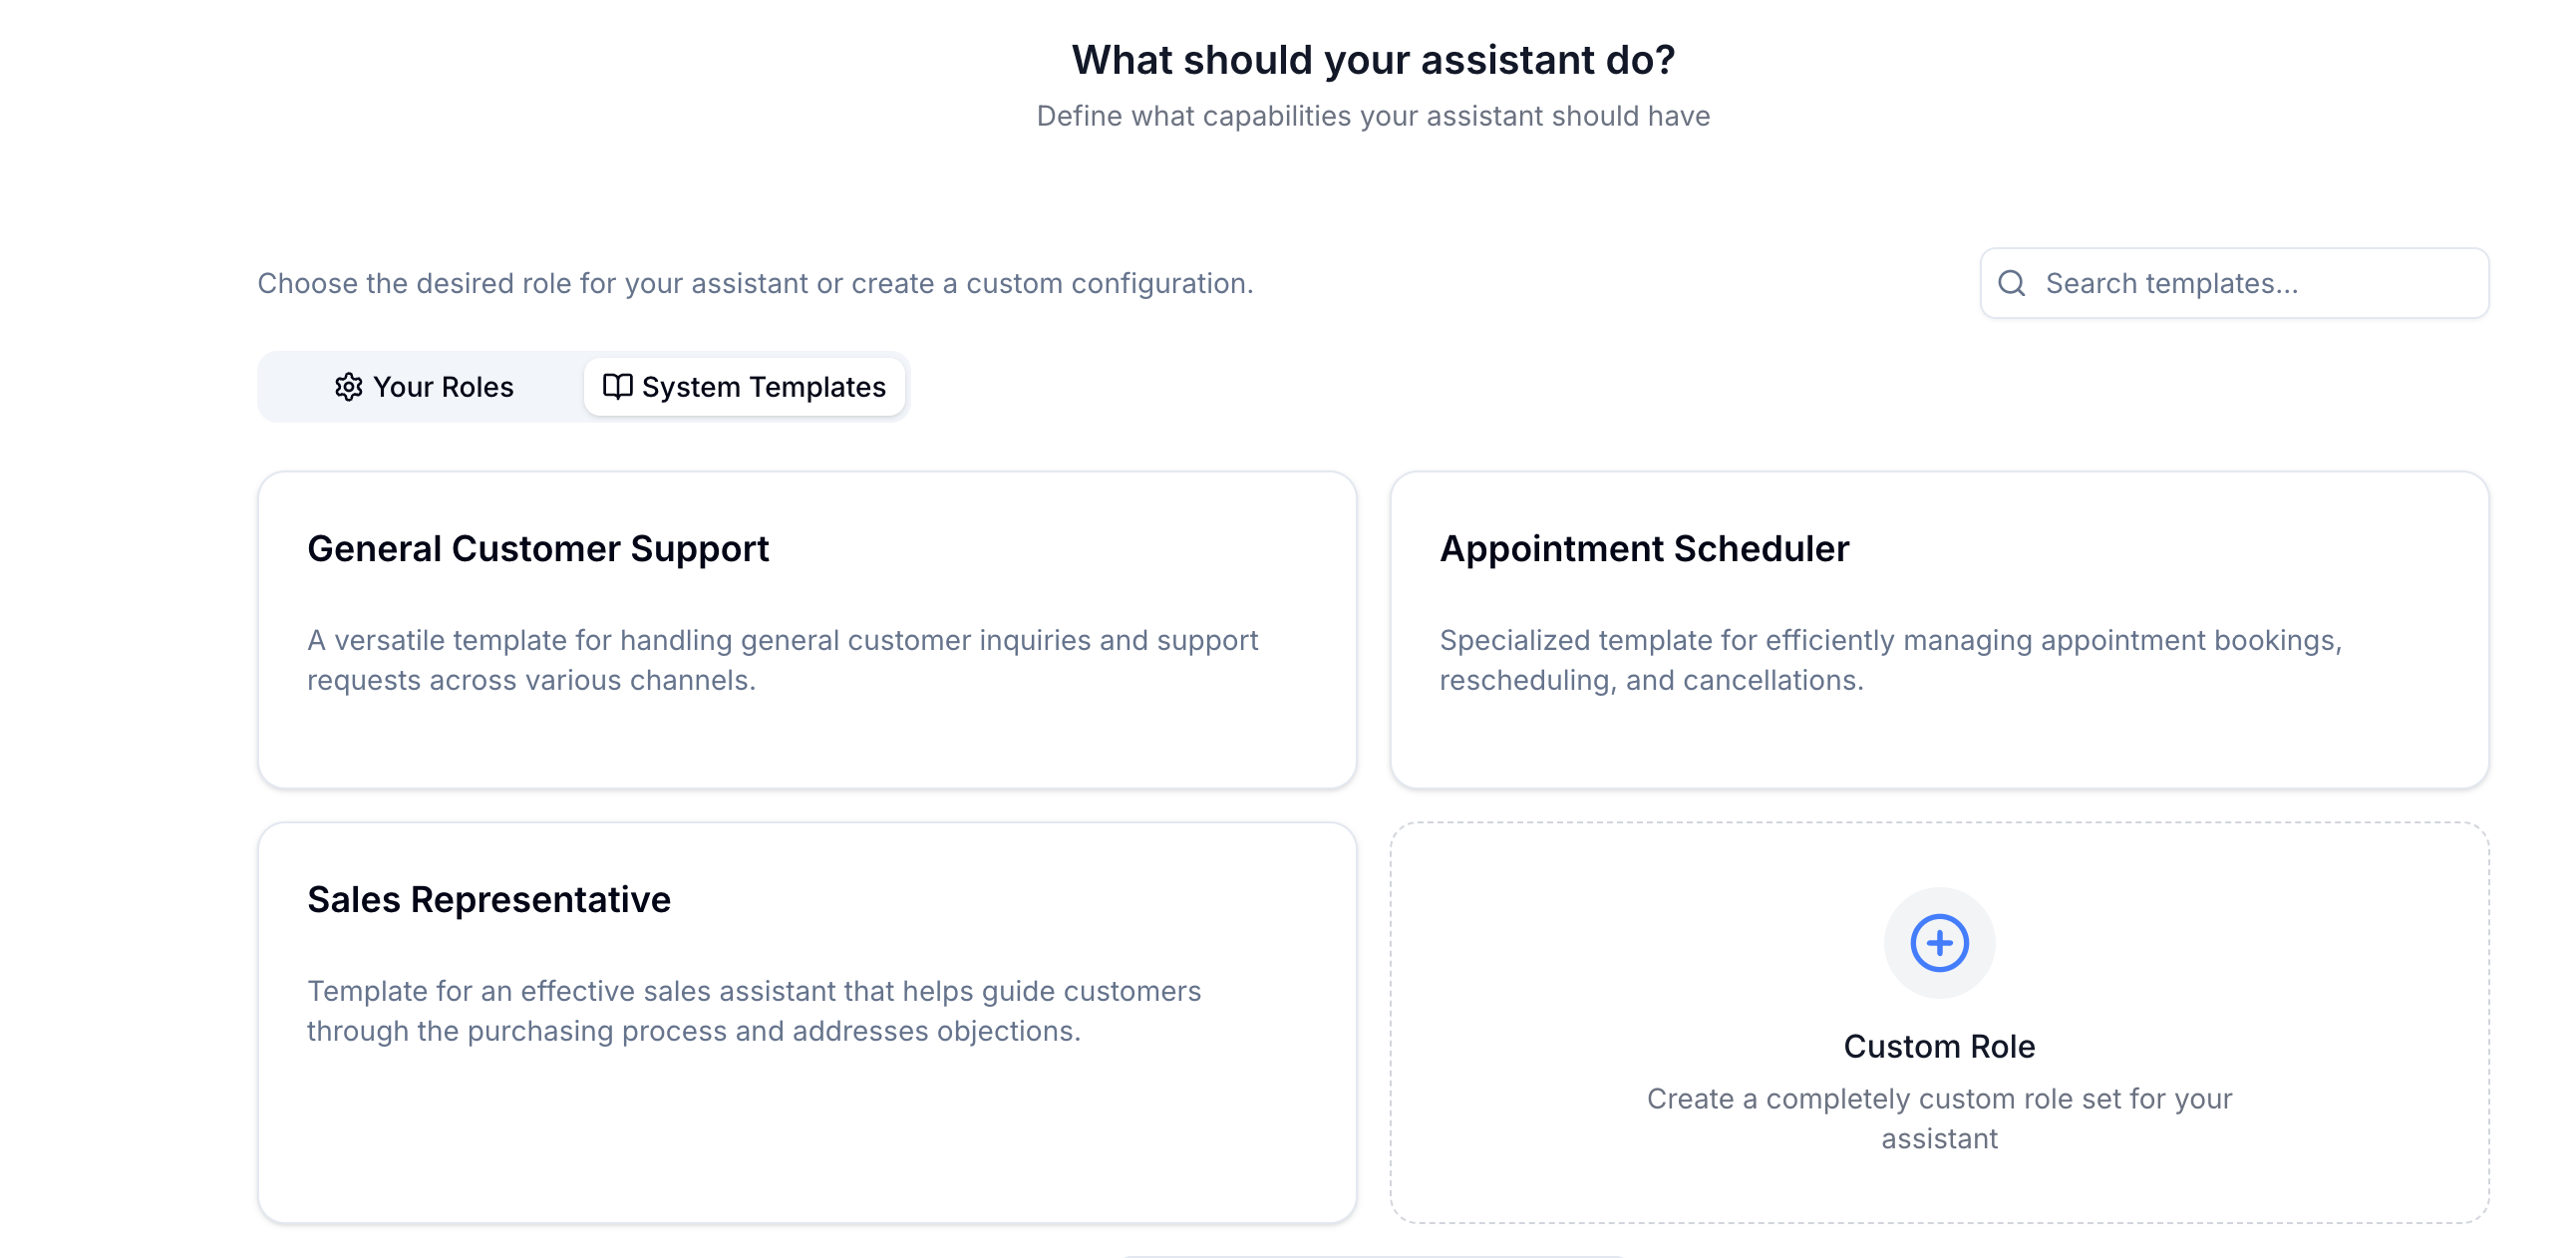 What should your assistant do?
Define what capabilities your assistant should have
Choose the desired role for your assistant or create a custom configuration.
Search templates...
Your Roles
System Templates
General Customer Support
A versatile template for handling general customer inquiries and support
requests across various channels.
Appointment Scheduler
Specialized template for efficiently managing appointment bookings,
rescheduling, and cancellations.
Sales Representative
Template for an effective sales assistant that helps guide customers
through the purchasing process and addresses objections.
Custom Role
Create a completely custom role set for your
assistant